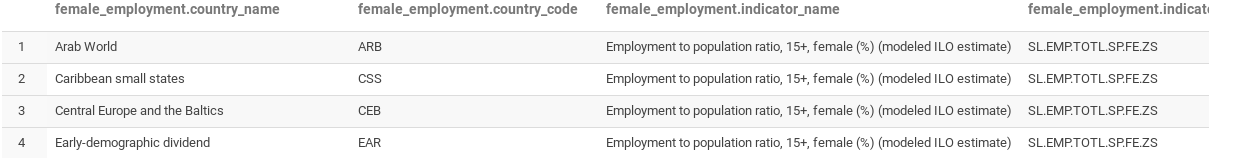 female_employment.country_name female_employment.country_code female_employment.indicator_name female_employment.indicato
1 Arab World ARB Employment to population ratio, 15+, female (%) (modeled ILO estimate) SL.EMP.TOTL.SP.FE.ZS
2 Caribbean small states CSS Employment to population ratio, 15+, female (%) (modeled ILO estimate) SL.EMP.TOTL.SP.FE.ZS
3 Central Europe and the Baltics CEB Employment to population ratio, 15+, female (%) (modeled ILO estimate) SL.EMP.TOTL.SP.FE.ZS
4 Early-demographic dividend EAR Employment to population ratio, 15+, female (%) (modeled ILO estimate) SL.EMP.TOTL.SP.FE.ZS